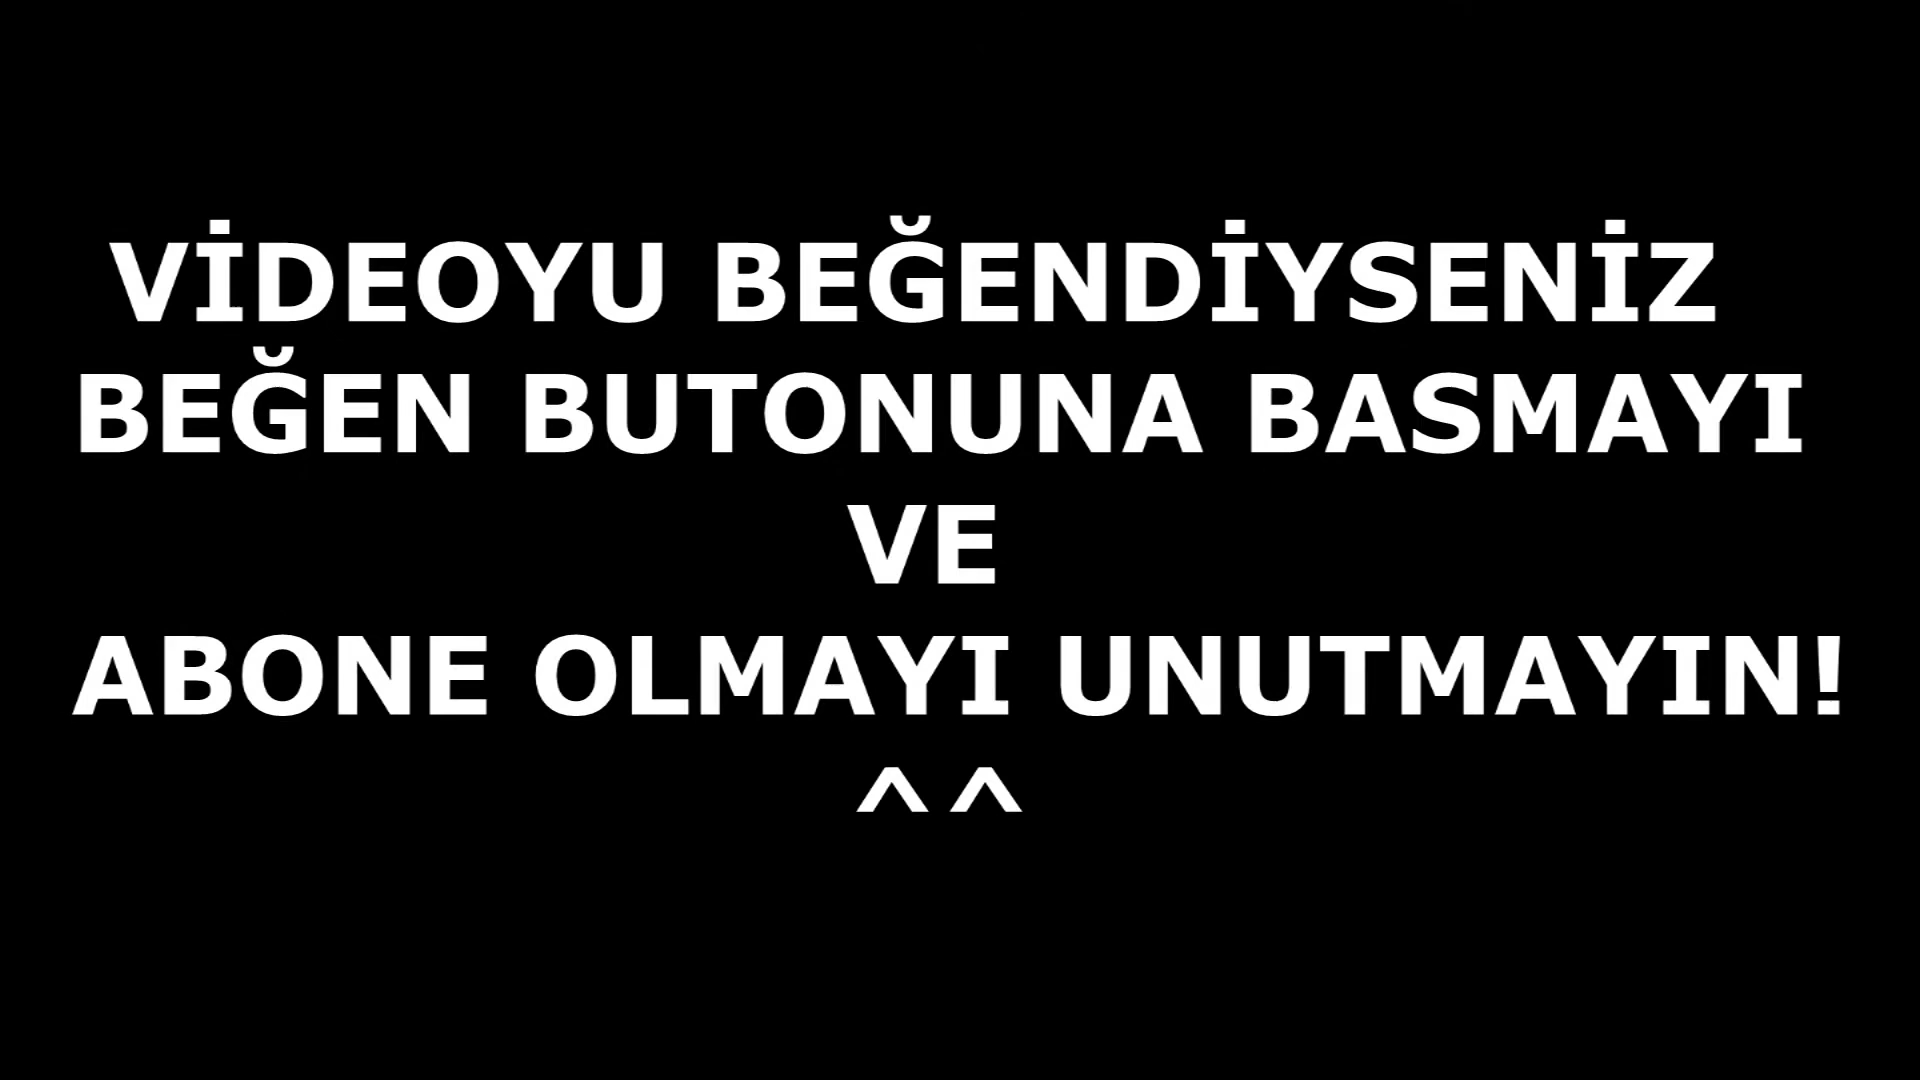 VİDEOYU BEĞENDİYSENİZ
BEĞEN BUTONUNA BASMAYI
VE
ABONE OLMAYI UNUTMAYIN!
^^